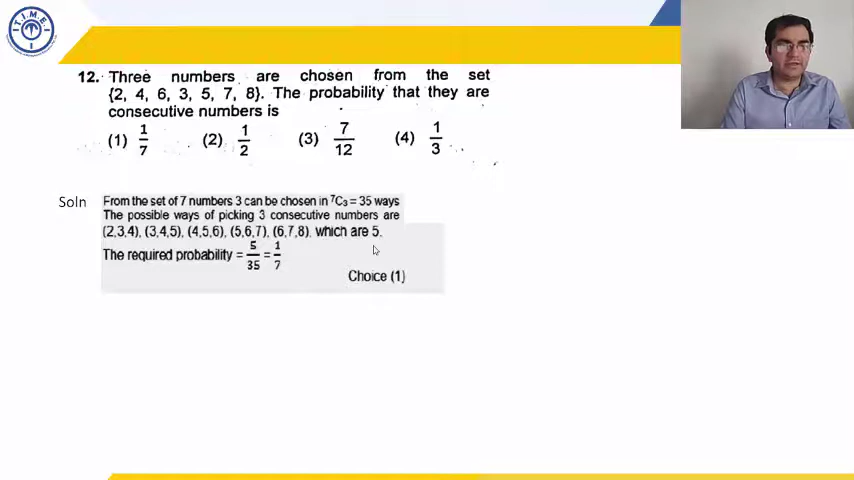 T.I.M.E.
12. Three numbers are chosen from the set
{2, 4, 6, 3, 5, 7, 8}. The probability that they are
consecutive numbers is
(1) 1/7 (2) 1/2 (3) 7/12 (4) 1/3
Soln
From the set of 7 numbers 3 can be chosen in ⁷C₃ = 35 ways
The possible ways of picking 3 consecutive numbers are
(2,3,4), (3,4,5), (4,5,6), (5,6,7), (6,7,8). which are 5.
The required probability = 5/35 = 1/7
Choice (1)